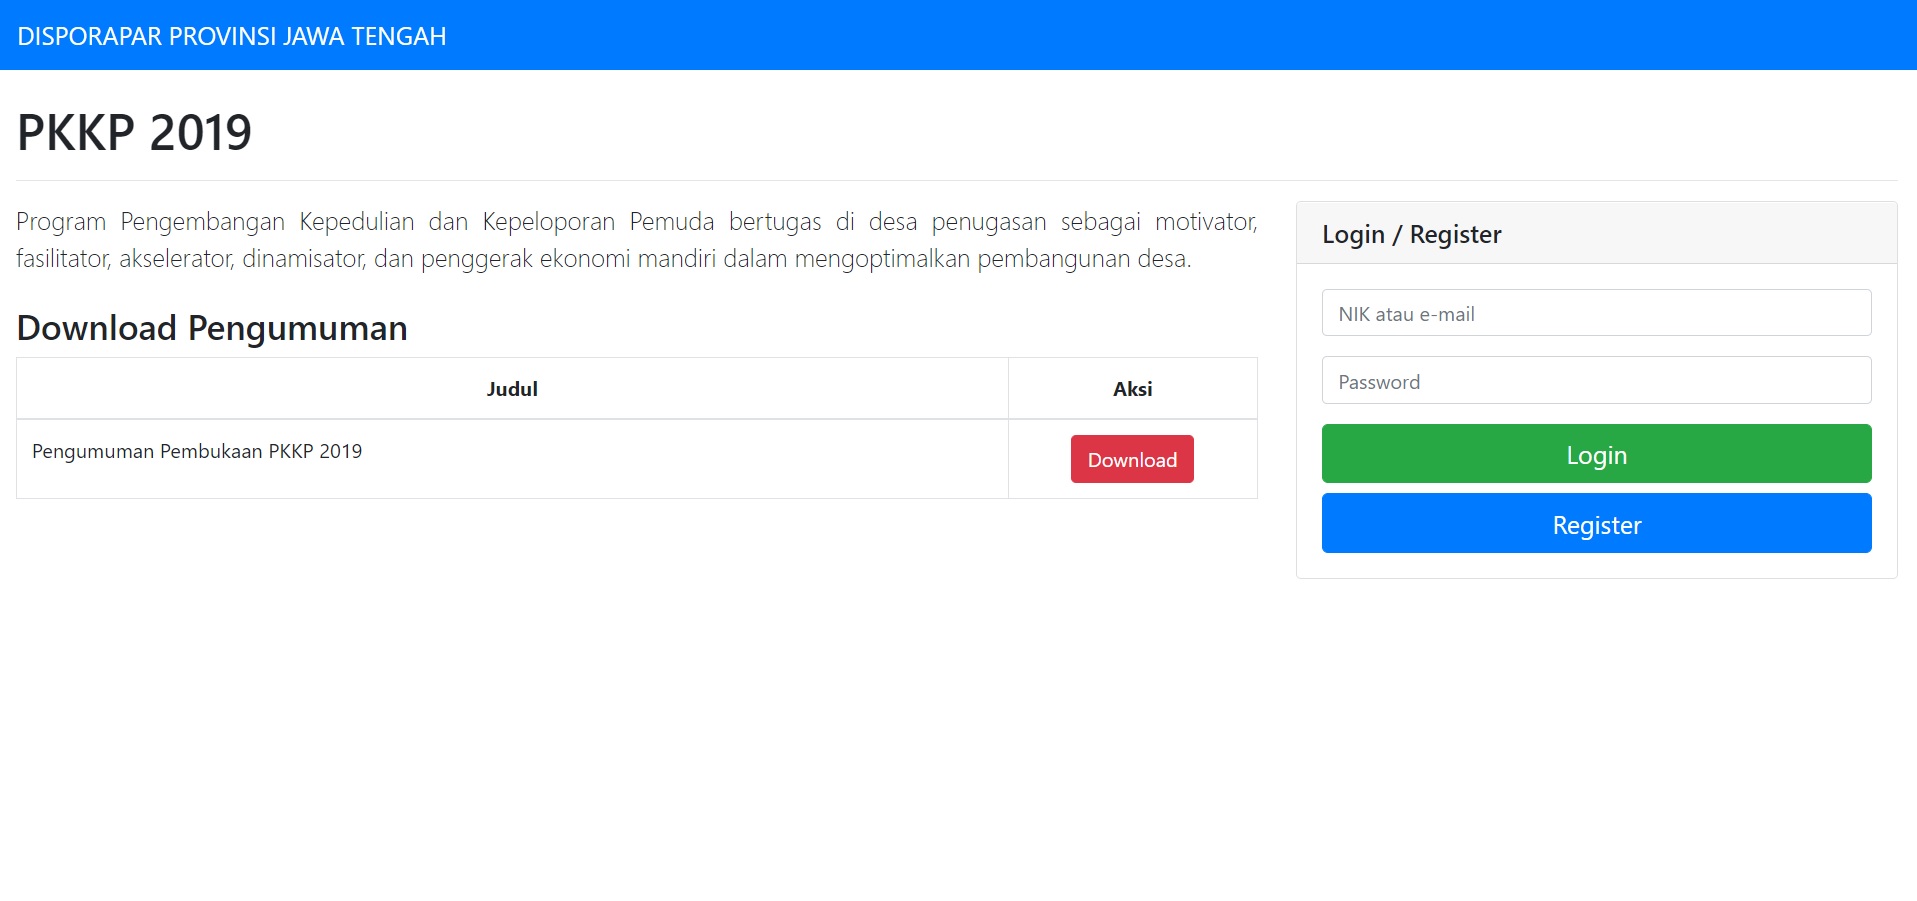 DISPORAPAR PROVINSI JAWA TENGAH
PKKP 2019
Program Pengembangan Kepedulian dan Kepeloporan Pemuda bertugas di desa penugasan sebagai motivator,
fasilitator, akselerator, dinamisator, dan penggerak ekonomi mandiri dalam mengoptimalkan pembangunan desa.
Download Pengumuman
Judul Aksi
Pengumuman Pembukaan PKKP 2019 Download
Login / Register
NIK atau e-mail
Password
Login
Register